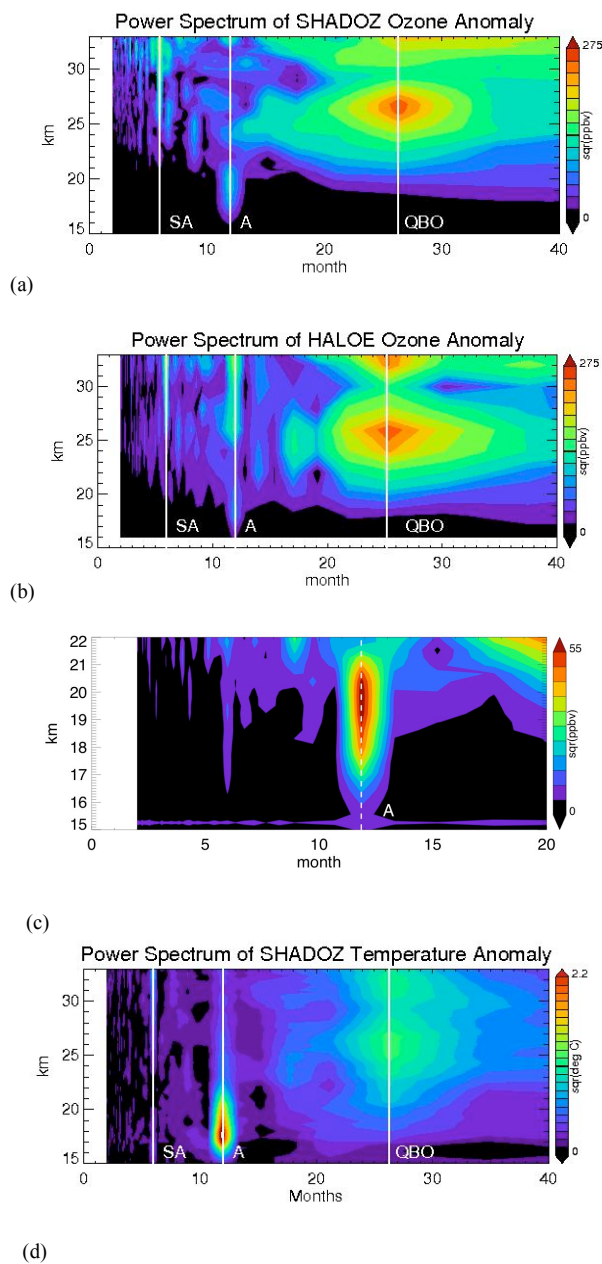 Power Spectrum of SHADOZ Ozone Anomaly
275
30
25
20
15
km
sqr(ppbv)
0
SA
A
QBO
0
10
20
30
40
month
(a)
Power Spectrum of HALOE Ozone Anomaly
275
30
25
20
15
km
sqr(ppbv)
0
SA
A
QBO
0
10
20
30
40
month
(b)
55
22
21
20
19
18
17
16
15
km
sqr(ppbv)
0
A
0
5
10
15
20
month
(c)
Power Spectrum of SHADOZ Temperature Anomaly
2.2
30
25
20
15
km
sqr(deg C)
0
SA
A
QBO
0
10
20
30
40
Months
(d)